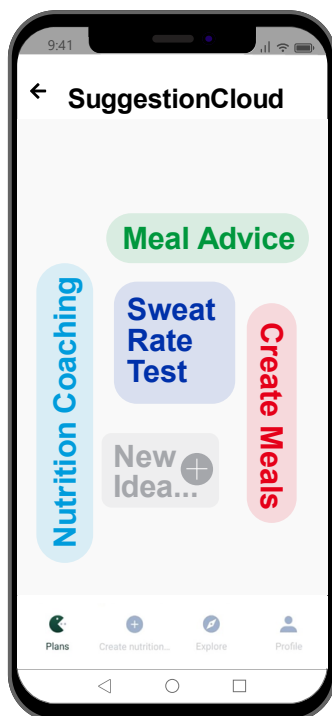 9:41
SuggestionCloud
Meal Advice
Nutrition Coaching
Sweat
Rate
Test
Create Meals
New
Idea...
Plans
Create nutrition...
Explore
Profile